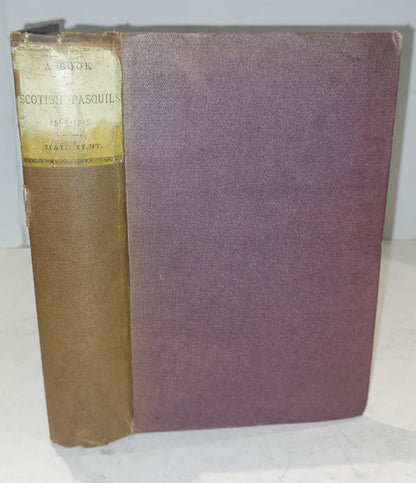 A BOOK
SCOTISH PASQUILS
1568-1715.
MAIDMENT.